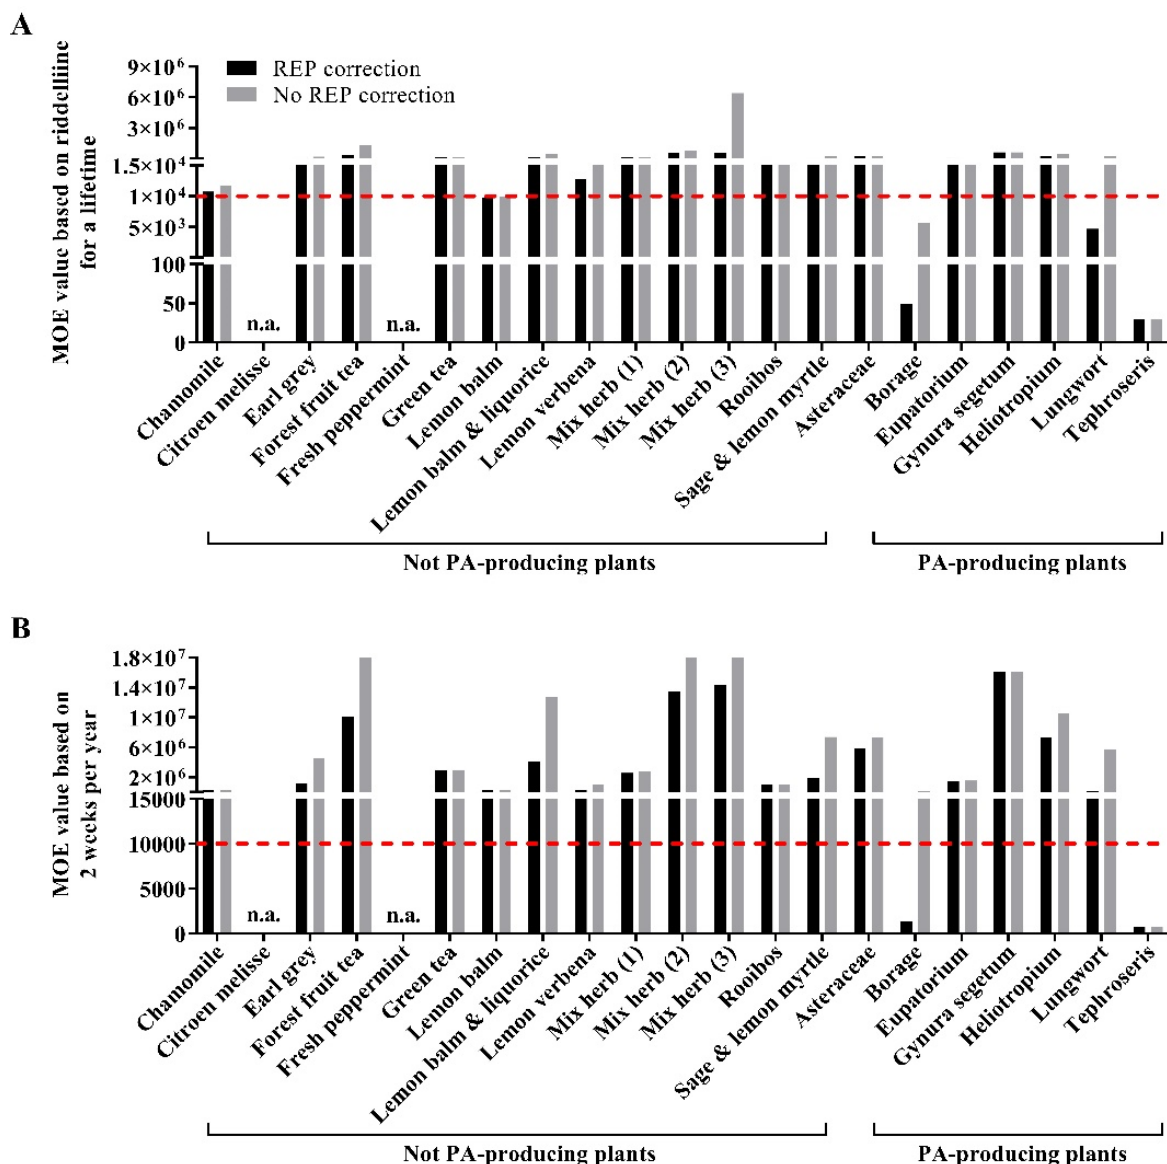 A
MOE value based on riddelliine
for a lifetime
REP correction
No REP correction
9×10⁶
6×10⁶
3×10⁶
1.5×10⁴
1×10⁴
5×10³
100
50
0
n.a.
n.a.
Chamomile
Citroen melisse
Earl grey
Forest fruit tea
Fresh peppermint
Green tea
Lemon balm
Lemon balm & liquorice
Lemon verbena
Mix herb (1)
Mix herb (2)
Mix herb (3)
Rooibos
Sage & lemon myrtle
Asteraceae
Borage
Eupatorium
Gynura segetum
Heliotropium
Lungwort
Tephroseris
Not PA-producing plants
PA-producing plants
B
MOE value based on
2 weeks per year
1.8×10⁷
1.4×10⁷
1×10⁷
6×10⁶
2×10⁶
15000
10000
5000
0
n.a.
n.a.
Chamomile
Citroen melisse
Earl grey
Forest fruit tea
Fresh peppermint
Green tea
Lemon balm
Lemon balm & liquorice
Lemon verbena
Mix herb (1)
Mix herb (2)
Mix herb (3)
Rooibos
Sage & lemon myrtle
Asteraceae
Borage
Eupatorium
Gynura segetum
Heliotropium
Lungwort
Tephroseris
Not PA-producing plants
PA-producing plants